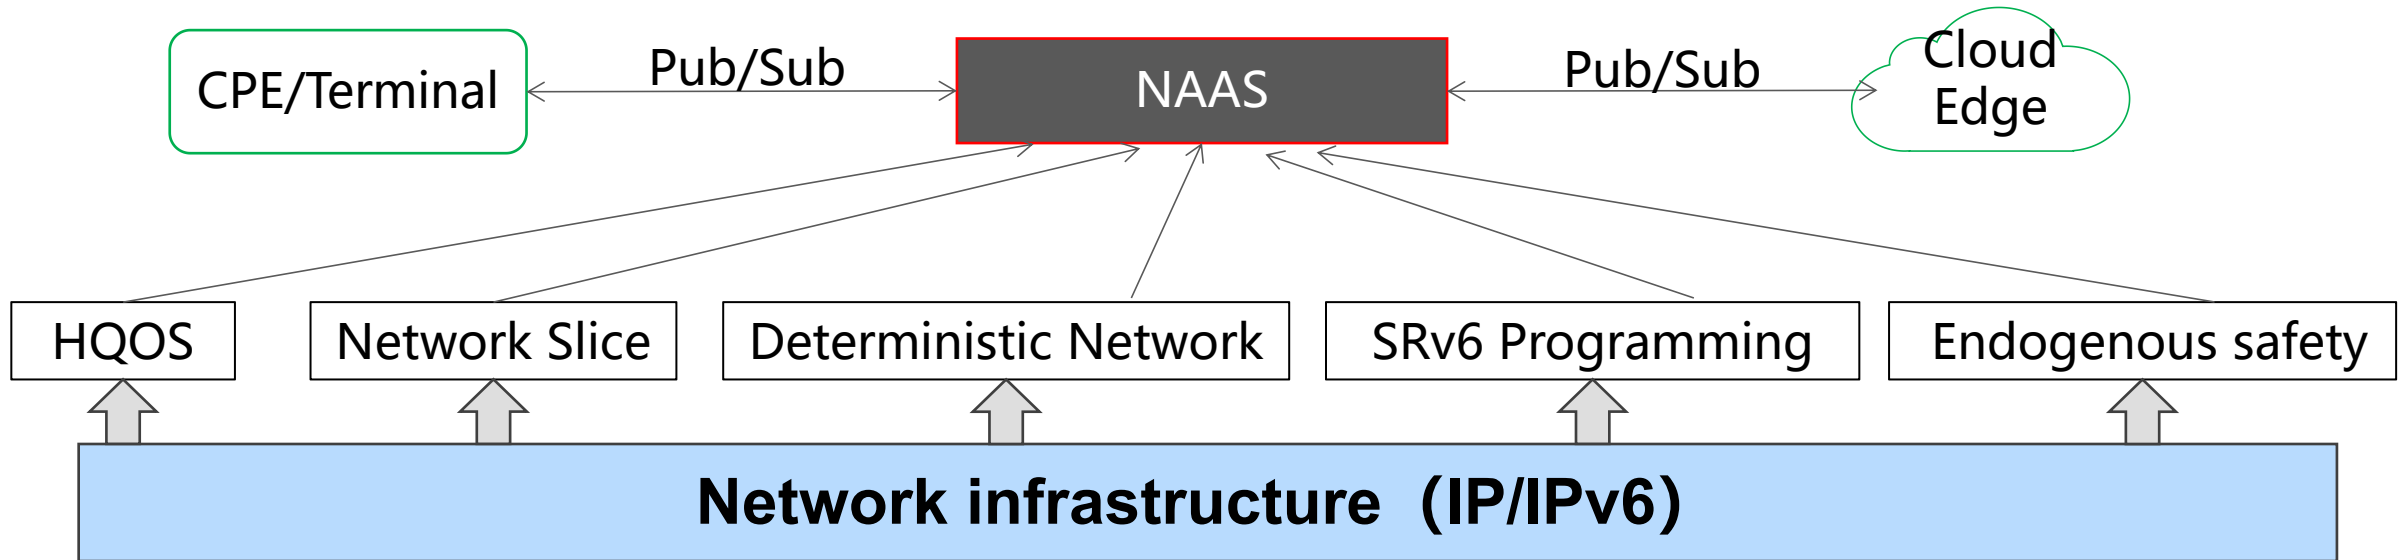 CPE/Terminal
Pub/Sub
NAAS
Pub/Sub
Cloud
Edge
HQOS
Network Slice
Deterministic Network
SRv6 Programming
Endogenous safety
Network infrastructure（IP/IPv6）